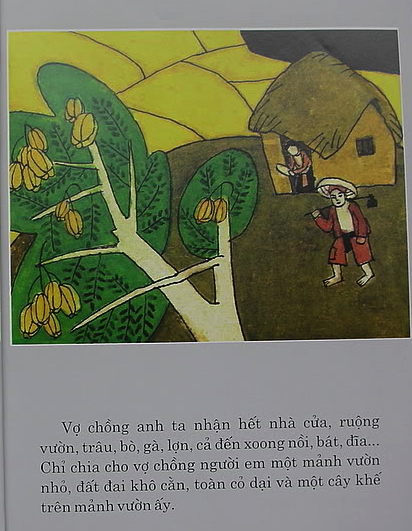 Vợ chồng anh ta nhận hết nhà cửa, ruộng
vườn, trâu, bò, gà, lợn, cả đến xoong nồi, bát, đĩa...
Chỉ chia cho vợ chồng người em một mảnh vườn
nhỏ, đất đai khô cằn, toàn cỏ dại và một cây khế
trên mảnh vườn ấy.